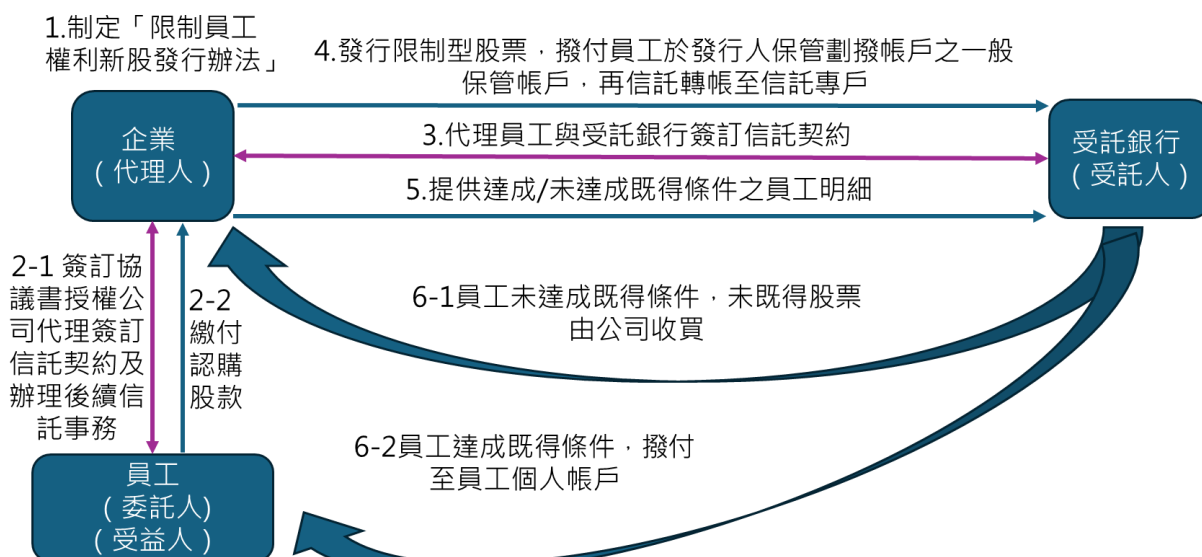 1.制定「限制員工
權利新股發行辦法」
4.發行限制型股票，撥付員工於發行人保管劃撥帳戶之一般
保管帳戶，再信託轉帳至信託專戶
企業
（代理人）
3.代理員工與受託銀行簽訂信託契約
受託銀行
（受託人）
5.提供達成/未達成既得條件之員工明細
2-1 簽訂協
議書授權公
司代理簽訂
信託契約及
辦理後續信
託事務
2-2
繳付
認購
股款
6-1員工未達成既得條件，未既得股票
由公司收買
6-2員工達成既得條件，撥付
至員工個人帳戶
員工
（委託人)
(受益人）